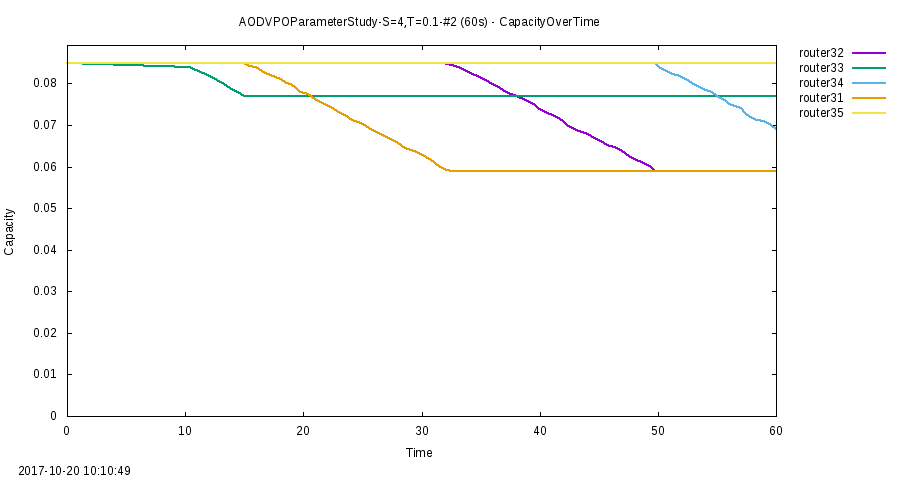 AODVPOParameterStudy-S=4,T=0.1-#2 (60s) - CapacityOverTime
router32
router33
router34
router31
router35
0.08
0.07
0.06
0.05
0.04
0.03
0.02
0.01
0
Capacity
0 10 20 30 40 50 60
Time
2017-10-20 10:10:49